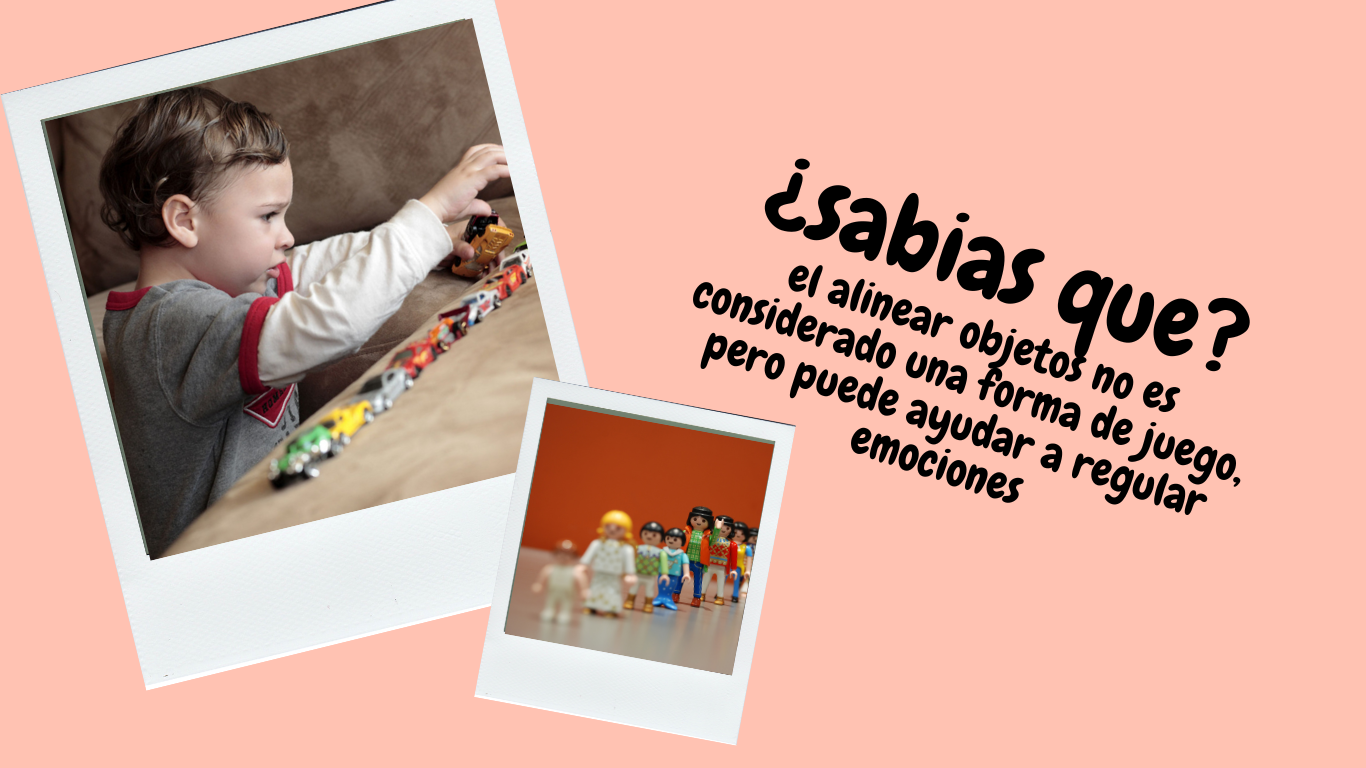 ¿sabias que?
el alinear objetos no es
considerado una forma de juego,
pero puede ayudar a regular
emociones